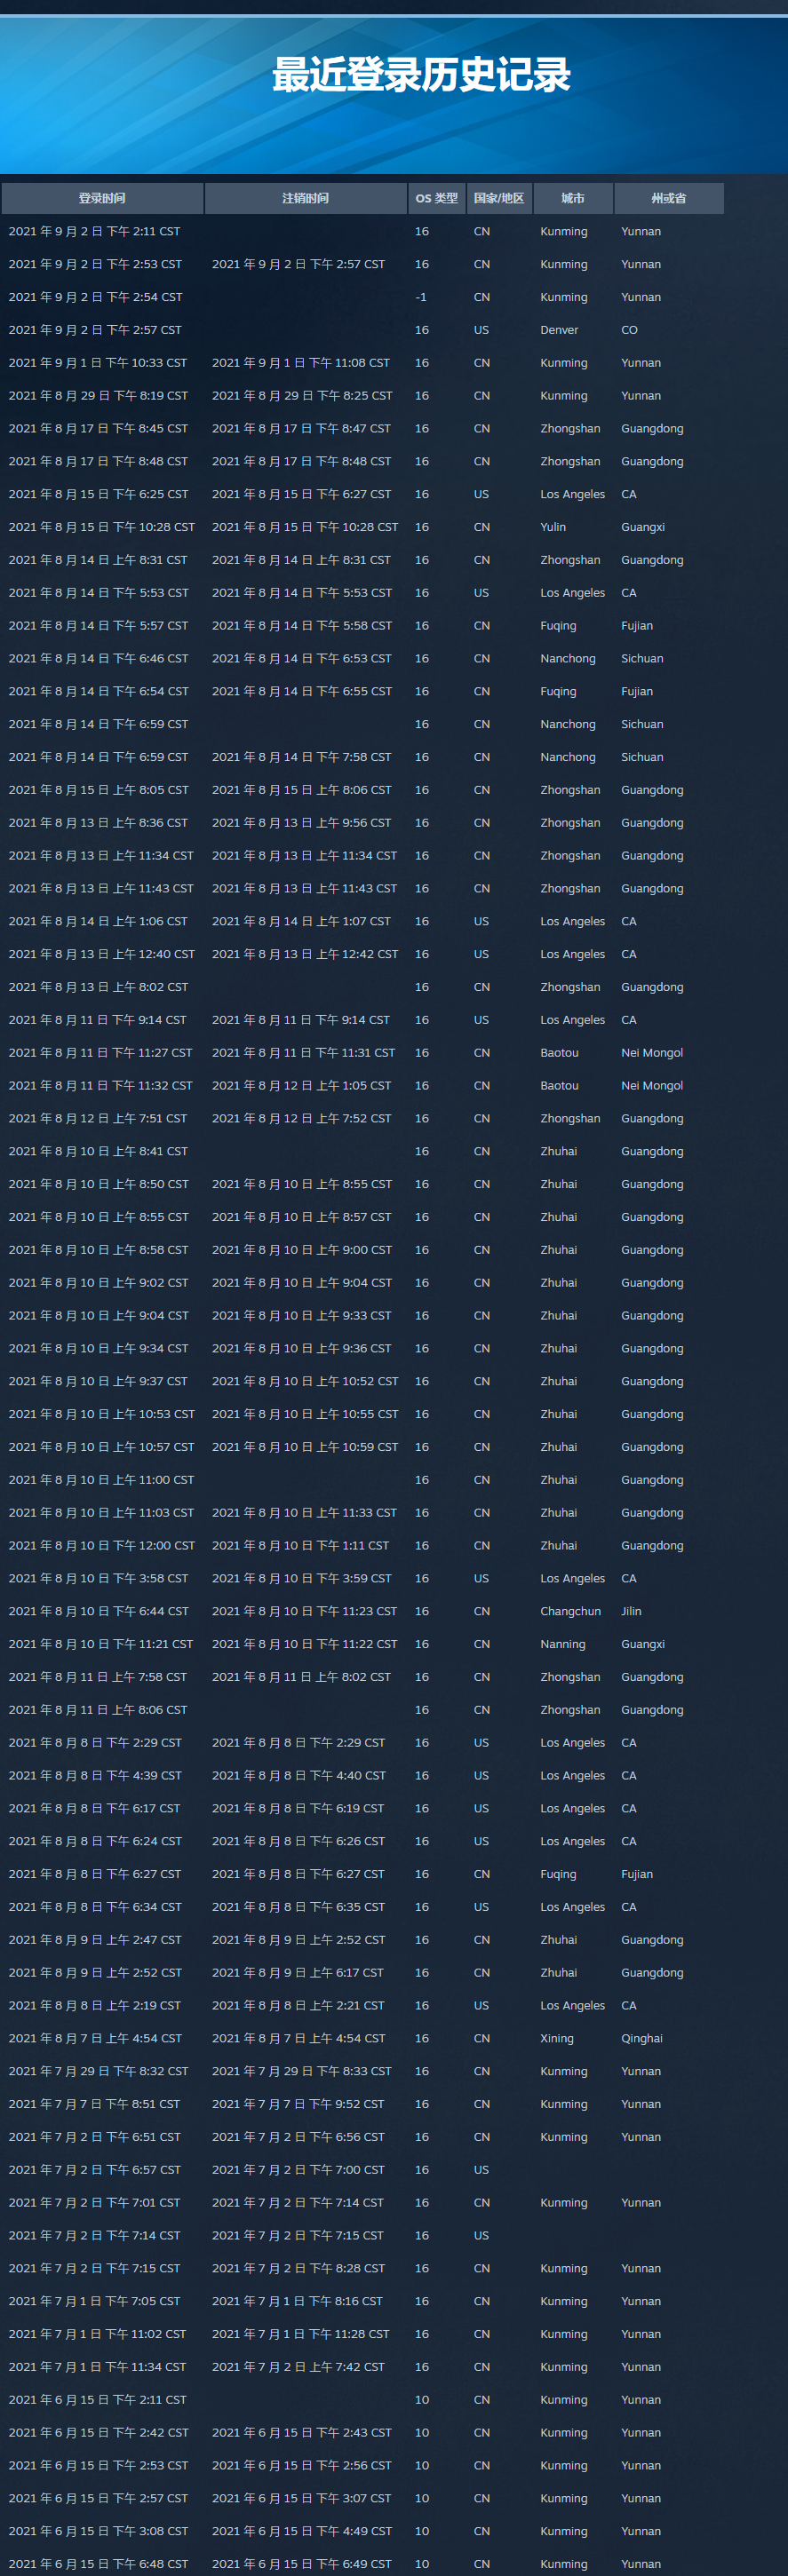 最近登录历史记录
登录时间 注销时间 OS 类型 国家/地区 城市 州或省
2021 年 9 月 2 日 下午 2:11 CST 16 CN Kunming Yunnan
2021 年 9 月 2 日 下午 2:53 CST 2021 年 9 月 2 日 下午 2:57 CST 16 CN Kunming Yunnan
2021 年 9 月 2 日 下午 2:54 CST -1 CN Kunming Yunnan
2021 年 9 月 2 日 下午 2:57 CST 16 US Denver CO
2021 年 9 月 1 日 下午 10:33 CST 2021 年 9 月 1 日 下午 11:08 CST 16 CN Kunming Yunnan
2021 年 8 月 29 日 下午 8:19 CST 2021 年 8 月 29 日 下午 8:25 CST 16 CN Kunming Yunnan
2021 年 8 月 17 日 下午 8:45 CST 2021 年 8 月 17 日 下午 8:47 CST 16 CN Zhongshan Guangdong
2021 年 8 月 17 日 下午 8:48 CST 2021 年 8 月 17 日 下午 8:48 CST 16 CN Zhongshan Guangdong
2021 年 8 月 15 日 下午 6:25 CST 2021 年 8 月 15 日 下午 6:27 CST 16 US Los Angeles CA
2021 年 8 月 15 日 下午 10:28 CST 2021 年 8 月 15 日 下午 10:28 CST 16 CN Yulin Guangxi
2021 年 8 月 14 日 上午 8:31 CST 2021 年 8 月 14 日 上午 8:31 CST 16 CN Zhongshan Guangdong
2021 年 8 月 14 日 下午 5:53 CST 2021 年 8 月 14 日 下午 5:53 CST 16 US Los Angeles CA
2021 年 8 月 14 日 下午 5:57 CST 2021 年 8 月 14 日 下午 5:58 CST 16 CN Fuqing Fujian
2021 年 8 月 14 日 下午 6:46 CST 2021 年 8 月 14 日 下午 6:53 CST 16 CN Nanchong Sichuan
2021 年 8 月 14 日 下午 6:54 CST 2021 年 8 月 14 日 下午 6:55 CST 16 CN Fuqing Fujian
2021 年 8 月 14 日 下午 6:59 CST 16 CN Nanchong Sichuan
2021 年 8 月 14 日 下午 6:59 CST 2021 年 8 月 14 日 下午 7:58 CST 16 CN Nanchong Sichuan
2021 年 8 月 15 日 上午 8:05 CST 2021 年 8 月 15 日 上午 8:06 CST 16 CN Zhongshan Guangdong
2021 年 8 月 13 日 上午 8:36 CST 2021 年 8 月 13 日 上午 9:56 CST 16 CN Zhongshan Guangdong
2021 年 8 月 13 日 上午 11:34 CST 2021 年 8 月 13 日 上午 11:34 CST 16 CN Zhongshan Guangdong
2021 年 8 月 13 日 上午 11:43 CST 2021 年 8 月 13 日 上午 11:43 CST 16 CN Zhongshan Guangdong
2021 年 8 月 14 日 上午 1:06 CST 2021 年 8 月 14 日 上午 1:07 CST 16 US Los Angeles CA
2021 年 8 月 13 日 上午 12:40 CST 2021 年 8 月 13 日 上午 12:42 CST 16 US Los Angeles CA
2021 年 8 月 13 日 上午 8:02 CST 16 CN Zhongshan Guangdong
2021 年 8 月 11 日 下午 9:14 CST 2021 年 8 月 11 日 下午 9:14 CST 16 US Los Angeles CA
2021 年 8 月 11 日 下午 11:27 CST 2021 年 8 月 11 日 下午 11:31 CST 16 CN Baotou Nei Mongol
2021 年 8 月 11 日 下午 11:32 CST 2021 年 8 月 12 日 上午 1:05 CST 16 CN Baotou Nei Mongol
2021 年 8 月 12 日 上午 7:51 CST 2021 年 8 月 12 日 上午 7:52 CST 16 CN Zhongshan Guangdong
2021 年 8 月 10 日 上午 8:41 CST 16 CN Zhuhai Guangdong
2021 年 8 月 10 日 上午 8:50 CST 2021 年 8 月 10 日 上午 8:55 CST 16 CN Zhuhai Guangdong
2021 年 8 月 10 日 上午 8:55 CST 2021 年 8 月 10 日 上午 8:57 CST 16 CN Zhuhai Guangdong
2021 年 8 月 10 日 上午 8:58 CST 2021 年 8 月 10 日 上午 9:00 CST 16 CN Zhuhai Guangdong
2021 年 8 月 10 日 上午 9:02 CST 2021 年 8 月 10 日 上午 9:04 CST 16 CN Zhuhai Guangdong
2021 年 8 月 10 日 上午 9:04 CST 2021 年 8 月 10 日 上午 9:33 CST 16 CN Zhuhai Guangdong
2021 年 8 月 10 日 上午 9:34 CST 2021 年 8 月 10 日 上午 9:36 CST 16 CN Zhuhai Guangdong
2021 年 8 月 10 日 上午 9:37 CST 2021 年 8 月 10 日 上午 10:52 CST 16 CN Zhuhai Guangdong
2021 年 8 月 10 日 上午 10:53 CST 2021 年 8 月 10 日 上午 10:55 CST 16 CN Zhuhai Guangdong
2021 年 8 月 10 日 上午 10:57 CST 2021 年 8 月 10 日 上午 10:59 CST 16 CN Zhuhai Guangdong
2021 年 8 月 10 日 上午 11:00 CST 16 CN Zhuhai Guangdong
2021 年 8 月 10 日 上午 11:03 CST 2021 年 8 月 10 日 上午 11:33 CST 16 CN Zhuhai Guangdong
2021 年 8 月 10 日 下午 12:00 CST 2021 年 8 月 10 日 下午 1:11 CST 16 CN Zhuhai Guangdong
2021 年 8 月 10 日 下午 3:58 CST 2021 年 8 月 10 日 下午 3:59 CST 16 US Los Angeles CA
2021 年 8 月 10 日 下午 6:44 CST 2021 年 8 月 10 日 下午 11:23 CST 16 CN Changchun Jilin
2021 年 8 月 10 日 下午 11:21 CST 2021 年 8 月 10 日 下午 11:22 CST 16 CN Nanning Guangxi
2021 年 8 月 11 日 上午 7:58 CST 2021 年 8 月 11 日 上午 8:02 CST 16 CN Zhongshan Guangdong
2021 年 8 月 11 日 上午 8:06 CST 16 CN Zhongshan Guangdong
2021 年 8 月 8 日 下午 2:29 CST 2021 年 8 月 8 日 下午 2:29 CST 16 US Los Angeles CA
2021 年 8 月 8 日 下午 4:39 CST 2021 年 8 月 8 日 下午 4:40 CST 16 US Los Angeles CA
2021 年 8 月 8 日 下午 6:17 CST 2021 年 8 月 8 日 下午 6:19 CST 16 US Los Angeles CA
2021 年 8 月 8 日 下午 6:24 CST 2021 年 8 月 8 日 下午 6:26 CST 16 US Los Angeles CA
2021 年 8 月 8 日 下午 6:27 CST 2021 年 8 月 8 日 下午 6:27 CST 16 CN Fuqing Fujian
2021 年 8 月 8 日 下午 6:34 CST 2021 年 8 月 8 日 下午 6:35 CST 16 US Los Angeles CA
2021 年 8 月 9 日 上午 2:47 CST 2021 年 8 月 9 日 上午 2:52 CST 16 CN Zhuhai Guangdong
2021 年 8 月 9 日 上午 2:52 CST 2021 年 8 月 9 日 上午 6:17 CST 16 CN Zhuhai Guangdong
2021 年 8 月 8 日 上午 2:19 CST 2021 年 8 月 8 日 上午 2:21 CST 16 US Los Angeles CA
2021 年 8 月 7 日 上午 4:54 CST 2021 年 8 月 7 日 上午 4:54 CST 16 CN Xining Qinghai
2021 年 7 月 29 日 下午 8:32 CST 2021 年 7 月 29 日 下午 8:33 CST 16 CN Kunming Yunnan
2021 年 7 月 7 日 下午 8:51 CST 2021 年 7 月 7 日 下午 9:52 CST 16 CN Kunming Yunnan
2021 年 7 月 2 日 下午 6:51 CST 2021 年 7 月 2 日 下午 6:56 CST 16 CN Kunming Yunnan
2021 年 7 月 2 日 下午 6:57 CST 2021 年 7 月 2 日 下午 7:00 CST 16 US
2021 年 7 月 2 日 下午 7:01 CST 2021 年 7 月 2 日 下午 7:14 CST 16 CN Kunming Yunnan
2021 年 7 月 2 日 下午 7:14 CST 2021 年 7 月 2 日 下午 7:15 CST 16 US
2021 年 7 月 2 日 下午 7:15 CST 2021 年 7 月 2 日 下午 8:28 CST 16 CN Kunming Yunnan
2021 年 7 月 1 日 下午 7:05 CST 2021 年 7 月 1 日 下午 8:16 CST 16 CN Kunming Yunnan
2021 年 7 月 1 日 下午 11:02 CST 2021 年 7 月 1 日 下午 11:28 CST 16 CN Kunming Yunnan
2021 年 7 月 1 日 下午 11:34 CST 2021 年 7 月 2 日 上午 7:42 CST 16 CN Kunming Yunnan
2021 年 6 月 15 日 下午 2:11 CST 10 CN Kunming Yunnan
2021 年 6 月 15 日 下午 2:42 CST 2021 年 6 月 15 日 下午 2:43 CST 10 CN Kunming Yunnan
2021 年 6 月 15 日 下午 2:53 CST 2021 年 6 月 15 日 下午 2:56 CST 10 CN Kunming Yunnan
2021 年 6 月 15 日 下午 2:57 CST 2021 年 6 月 15 日 下午 3:07 CST 10 CN Kunming Yunnan
2021 年 6 月 15 日 下午 3:08 CST 2021 年 6 月 15 日 下午 4:49 CST 10 CN Kunming Yunnan
2021 年 6 月 15 日 下午 6:48 CST 2021 年 6 月 15 日 下午 6:49 CST 10 CN Kunming Yunnan